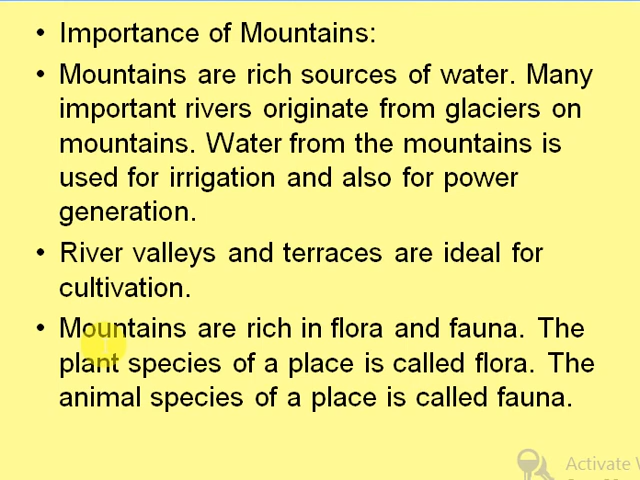 • Importance of Mountains:
• Mountains are rich sources of water. Many
important rivers originate from glaciers on
mountains. Water from the mountains is
used for irrigation and also for power
generation.
• River valleys and terraces are ideal for
cultivation.
• Mountains are rich in flora and fauna. The
plant species of a place is called flora. The
animal species of a place is called fauna.
Activate